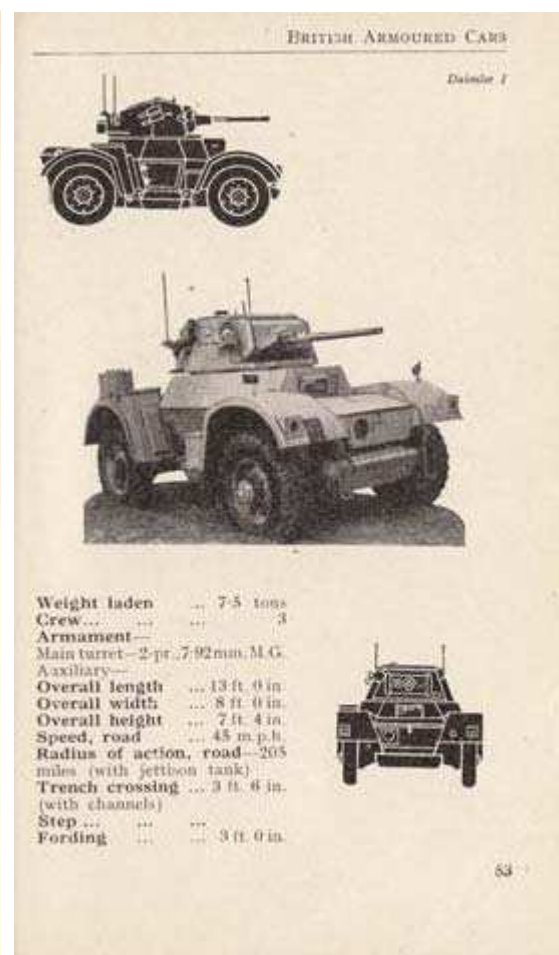 British Armoured Cars
Daimler I
Weight laden ... 7·5 tons
Crew... ... ... 3
Armament—
Main turret—2-pr., 7·92mm. M.G.
Auxiliary—
Overall length ... 13 ft. 0 in.
Overall width ... 8 ft. 0 in.
Overall height ... 7 ft. 4 in.
Speed, road ... 45 m.p.h.
Radius of action, road—205
miles (with jettison tank)
Trench crossing ... 3 ft. 6 in.
(with channels)
Step ... ... ...
Fording ... ... 3 ft. 0 in.
53